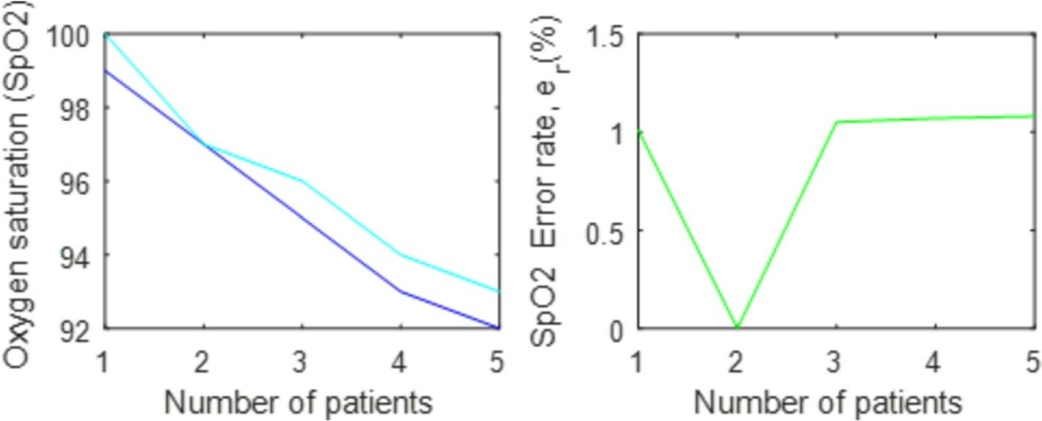 Oxygen saturation (SpO2)
100
98
96
94
92
1 2 3 4 5
Number of patients
SpO2 Error rate, e r(%)
1.5
1
0.5
0
1 2 3 4 5
Number of patients